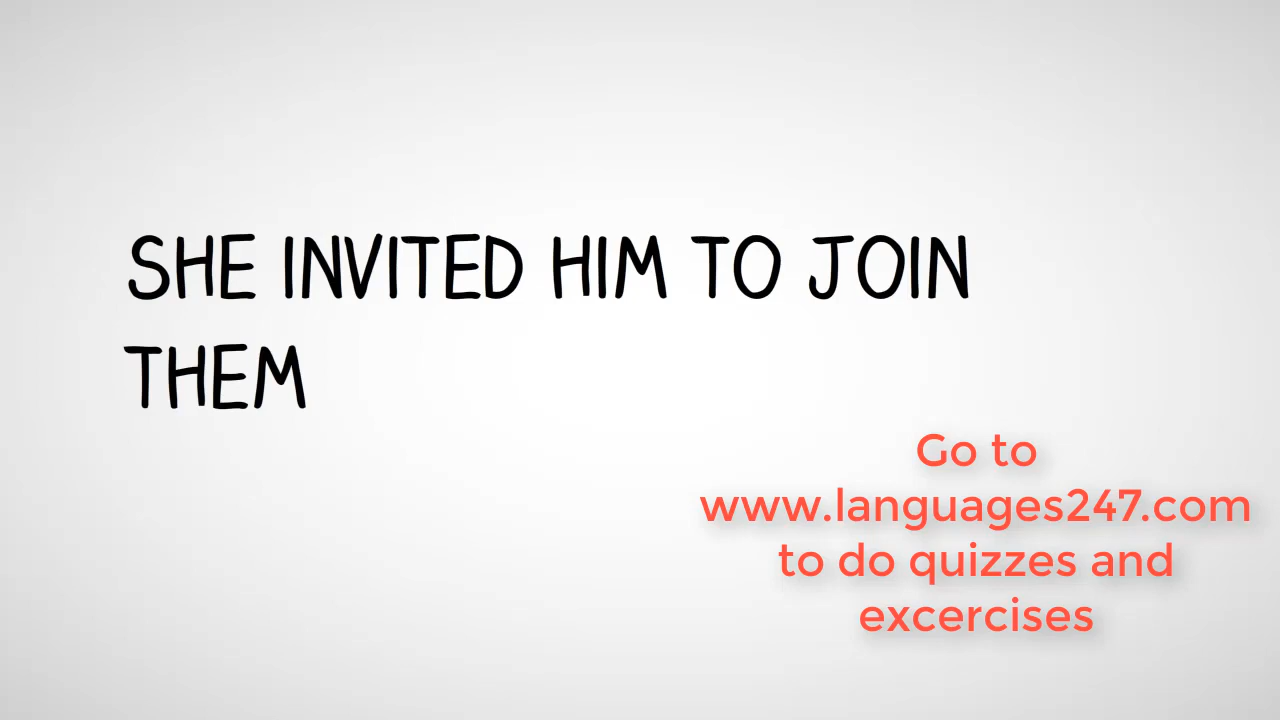 SHE INVITED HIM TO JOIN
THEM
Go to
www.languages247.com
to do quizzes and
excercises